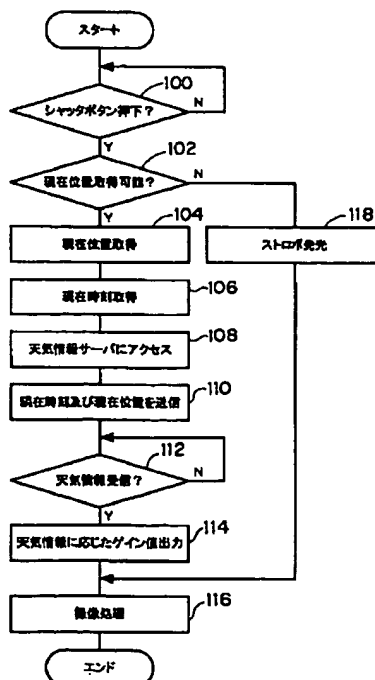 スタート
100
シャッタボタン押下？
N
Y
102
現在位置取得可能？
N
Y
104
118
現在位置取得
ストロボ発光
106
現在時刻取得
108
天気情報サーバにアクセス
110
現在時刻及び現在位置を送信
112
天気情報受信？
N
Y
114
天気情報に応じたゲイン値出力
116
撮像処理
エンド